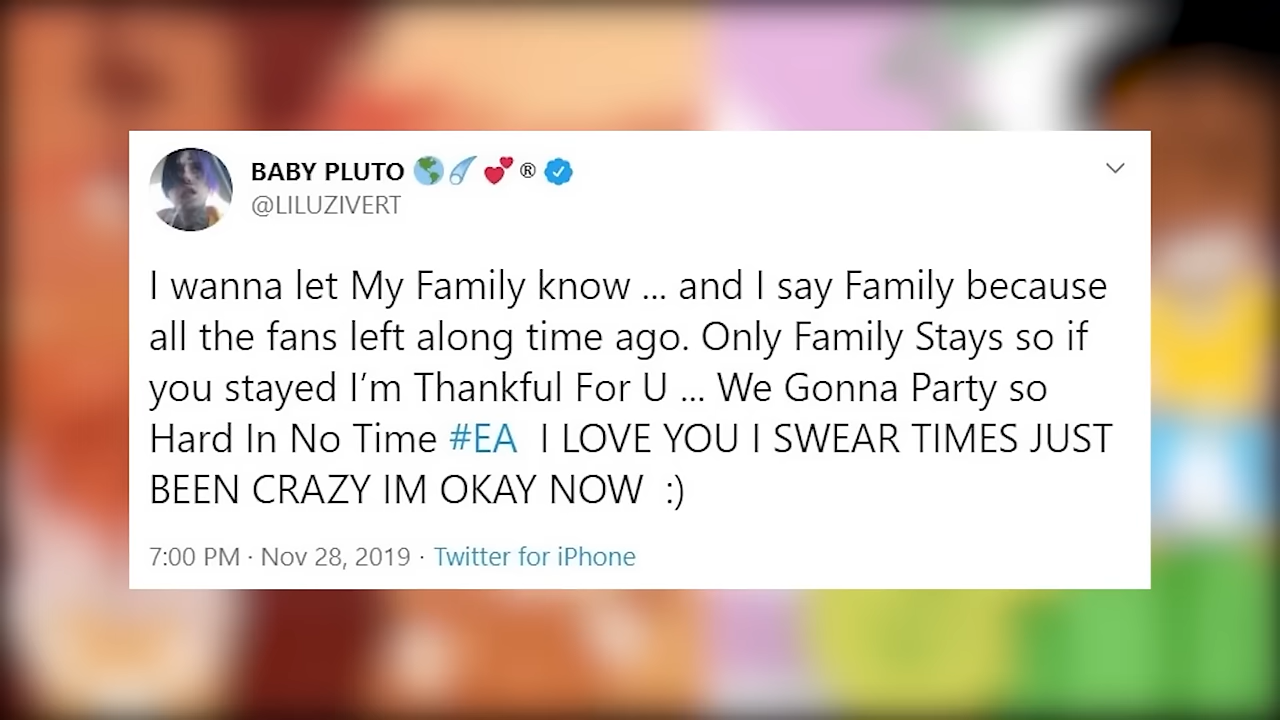 BABY PLUTO 🌎☄️💕®
@LILUZIVERT
I wanna let My Family know ... and I say Family because
all the fans left along time ago. Only Family Stays so if
you stayed I’m Thankful For U ... We Gonna Party so
Hard In No Time #EA I LOVE YOU I SWEAR TIMES JUST
BEEN CRAZY IM OKAY NOW :)
7:00 PM · Nov 28, 2019 · Twitter for iPhone